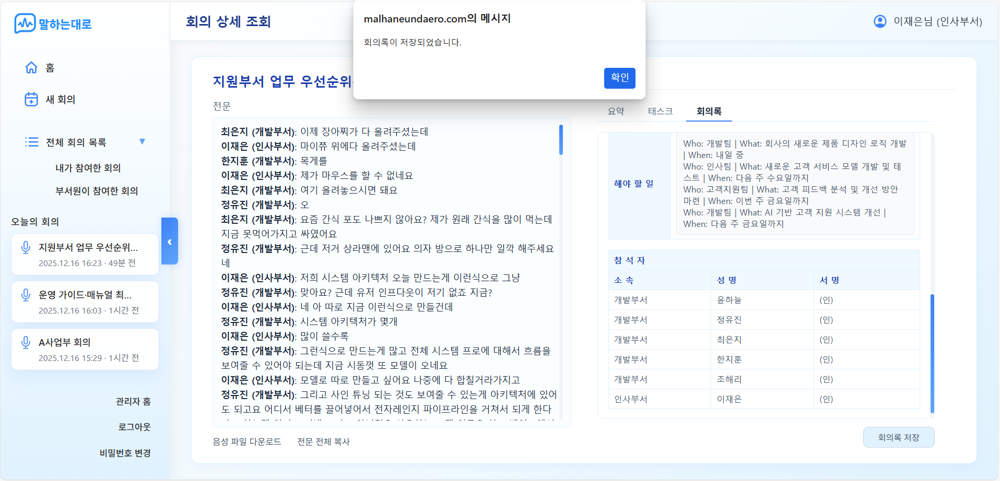 말하는대로
회의 상세 조회
malhaneundaero.com의 메시지
회의록이 저장되었습니다.
확인
이재은님 (인사부서)
홈
새 회의
전체 회의 목록 ▼
내가 참여한 회의
부서원이 참여한 회의
오늘의 회의
지원부서 업무 우선순위...
2025.12.16 16:23 · 49분 전
운영 가이드·매뉴얼 최...
2025.12.16 16:03 · 1시간 전
A사업부 회의
2025.12.16 15:29 · 1시간 전
관리자 홈
로그아웃
비밀번호 변경
지원부서 업무 우선순위
전문
최은지 (개발부서): 이제 장아찌가 다 올려주셨는데
이재은 (인사부서): 마이쮸 위에다 올려주셨는데
한지훈 (개발부서): 목게를
이재은 (인사부서): 제가 마우스를 할 수 없네요
최은지 (개발부서): 여기 올려놓으시면 돼요
정유진 (개발부서): 오
최은지 (개발부서): 요즘 간식 포도 나쁘지 않아요? 제가 원래 간식을 많이 먹는데
지금 못먹어가지고 싸였어요
정유진 (개발부서): 근데 저거 상라맨에 있어요 의자 방으로 하나만 일깍 해주세요
네
이재은 (인사부서): 저희 시스템 아키텍처 오늘 만드는게 이런식으로 그냥
정유진 (개발부서): 맞아요? 근데 유저 인프다웃이 저기 없죠 지금?
이재은 (인사부서): 네 아 따로 지금 이런식으로 만들건데
정유진 (개발부서): 시스템 아키텍처가 몇개
이재은 (인사부서): 많이 쓸수록
정유진 (개발부서): 그런식으로 만드는게 많고 전체 시스템 프로에 대해서 흐름을
보여줄 수 있어야 되는데 지금 시동껏 또 모델이 오네요
이재은 (인사부서): 모델로 따로 만들고 싶어요 나중에 다 합칠거라가지고
정유진 (개발부서): 그리고 사인 튜닝 되는 것도 보여줄 수 있는게 아키텍처에 있어
도 되고요 어디서 베터를 끌어넣어서 전자레인지 파이프라인을 거쳐서 되게 한다
음성 파일 다운로드
전문 전체 복사
요약
태스크
회의록
해야 할 일
Who: 개발팀 | What: 회사의 새로운 제품 디자인 로직 개발
| When: 내일 중
Who: 인사팀 | What: 새로운 고객 서비스 모델 개발 및 테
스트 | When: 다음 주 수요일까지
Who: 고객지원팀 | What: 고객 피드백 분석 및 개선 방안
마련 | When: 이번 주 금요일까지
Who: 개발팀 | What: AI 기반 고객 지원 시스템 개선 |
When: 다음 주 금요일까지
참 석 자
소 속 성 명 서 명
개발부서 윤하늘 (인)
개발부서 정유진 (인)
개발부서 최은지 (인)
개발부서 한지훈 (인)
개발부서 조해리 (인)
인사부서 이재은 (인)
회의록 저장